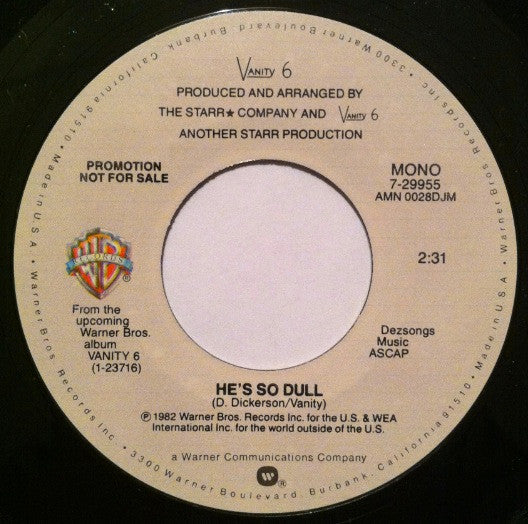 VANITY 6
PRODUCED AND ARRANGED BY
THE STARR★COMPANY AND VANITY 6
ANOTHER STARR PRODUCTION
PROMOTION
NOT FOR SALE
MONO
7-29955
AMN 0028DJM
WB
RECORDS
2:31
From the
upcoming
Warner Bros.
album
VANITY 6
(1-23716)
Dezsongs
Music
ASCAP
HE'S SO DULL
(D. Dickerson/Vanity)
℗ 1982 Warner Bros. Records Inc. for the U.S. & WEA
International Inc. for the world outside of the U.S.
a Warner Communications Company
• 3300 Warner Boulevard, Burbank, California 91510 • Made in U.S.A. • Warner Bros. Records Inc. • 3300 Warner Boulevard, Burbank, California 91510 • Made in U.S.A. • Warner Bros. Records Inc.